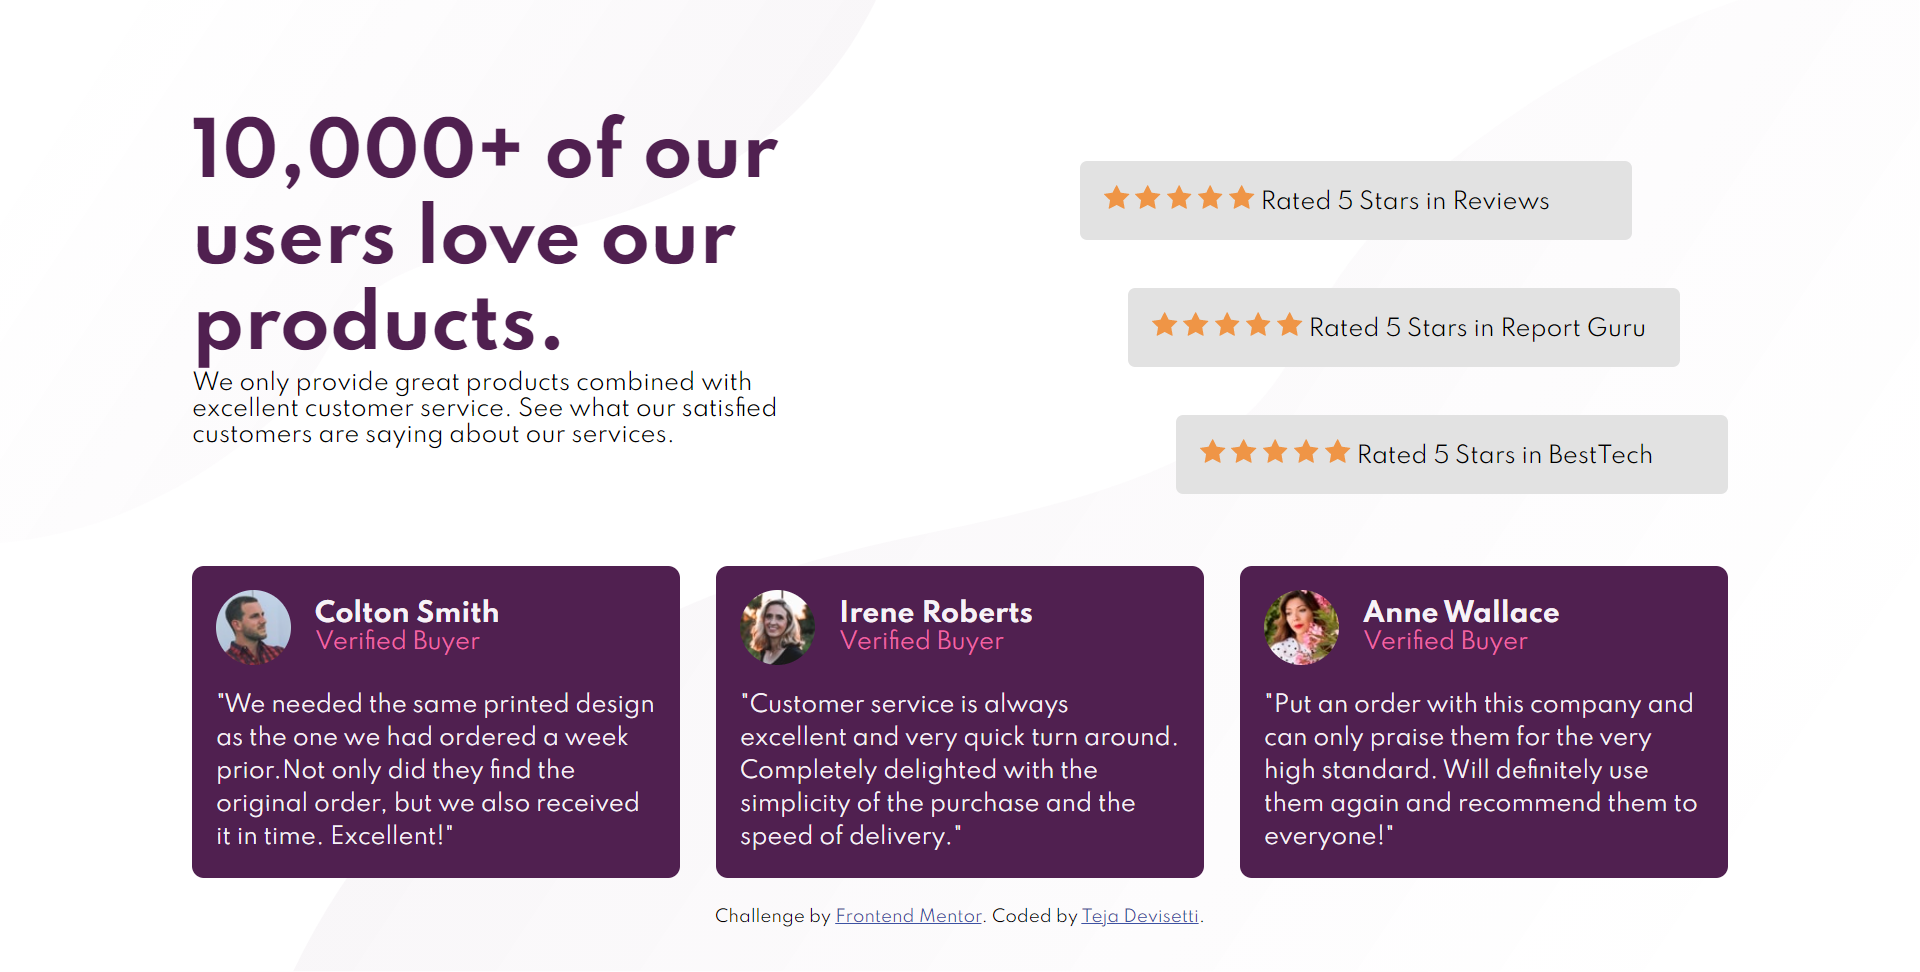 10,000+ of our
users love our
products.
We only provide great products combined with
excellent customer service. See what our satisfied
customers are saying about our services.
Rated 5 Stars in Reviews
Rated 5 Stars in Report Guru
Rated 5 Stars in BestTech
Colton Smith
Verified Buyer
"We needed the same printed design
as the one we had ordered a week
prior.Not only did they find the
original order, but we also received
it in time. Excellent!"
Irene Roberts
Verified Buyer
"Customer service is always
excellent and very quick turn around.
Completely delighted with the
simplicity of the purchase and the
speed of delivery."
Anne Wallace
Verified Buyer
"Put an order with this company and
can only praise them for the very
high standard. Will definitely use
them again and recommend them to
everyone!"
Challenge by Frontend Mentor. Coded by Teja Devisetti.